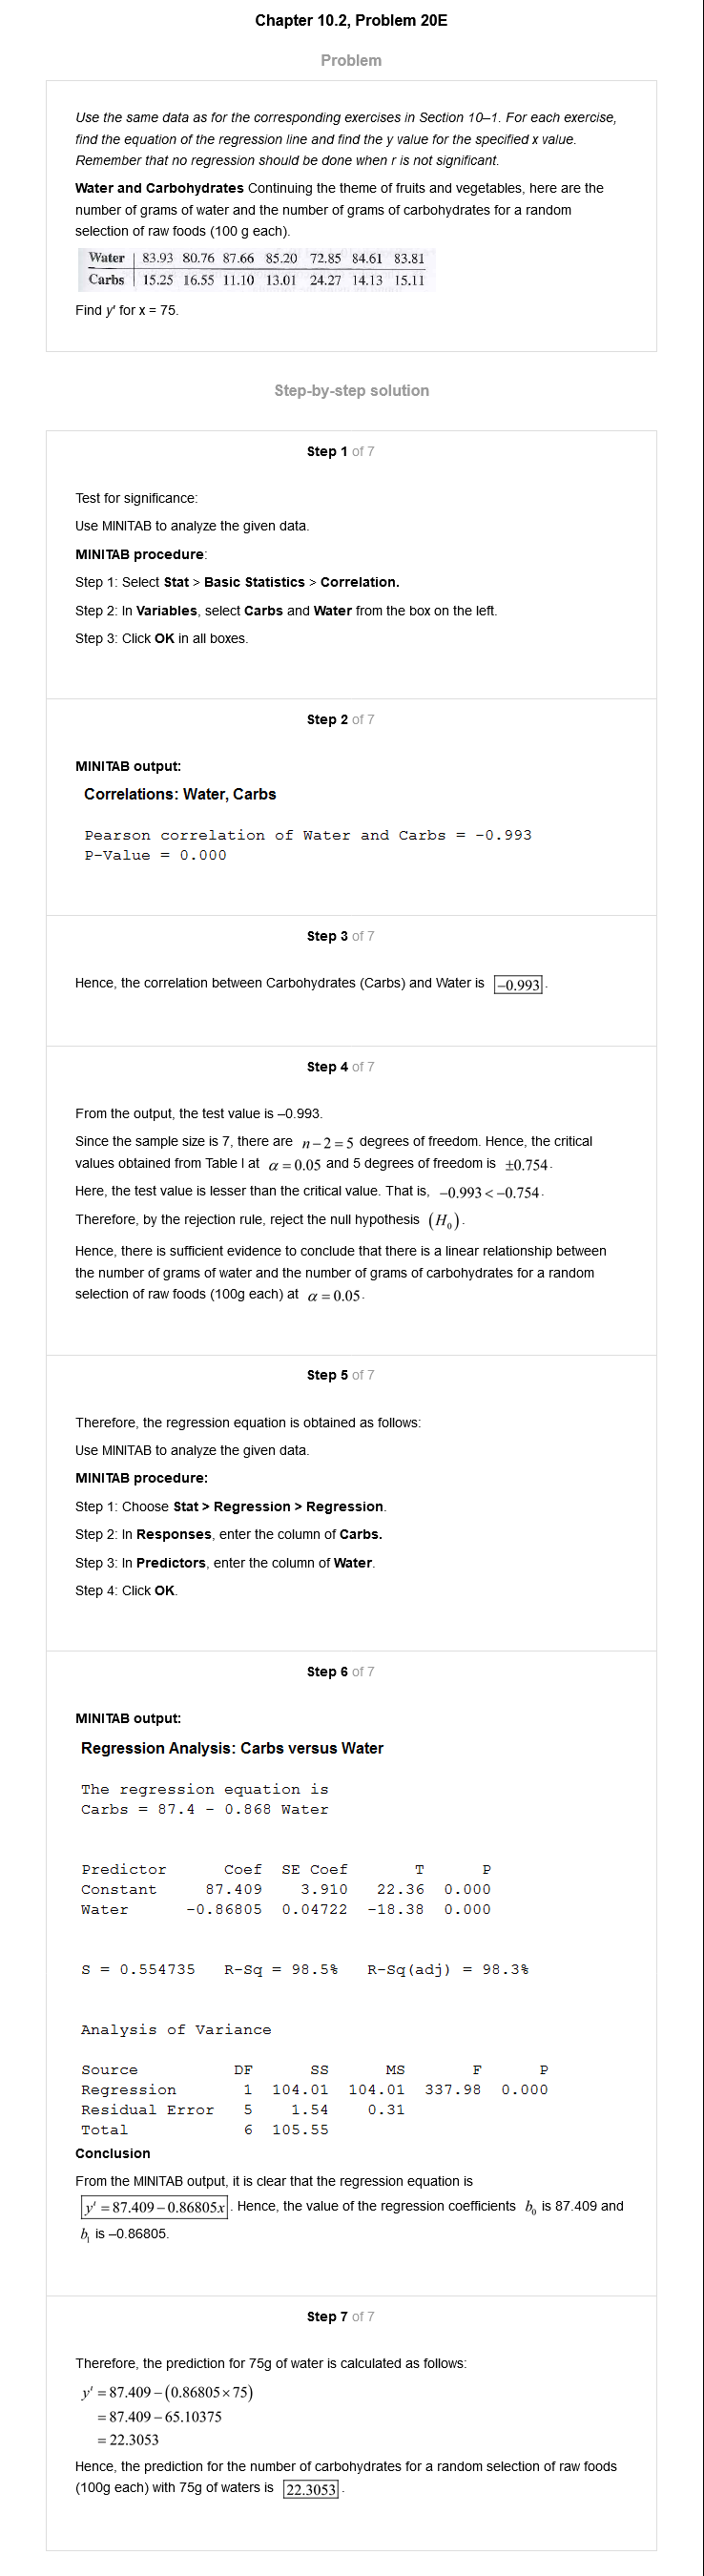 Chapter 10.2, Problem 20E
Problem
Use the same data as for the corresponding exercises in Section 10–1. For each exercise,
find the equation of the regression line and find the y value for the specified x value.
Remember that no regression should be done when r is not significant.
Water and Carbohydrates Continuing the theme of fruits and vegetables, here are the
number of grams of water and the number of grams of carbohydrates for a random
selection of raw foods (100 g each).
Water 83.93 80.76 87.66 85.20 72.85 84.61 83.81
Carbs 15.25 16.55 11.10 13.01 24.27 14.13 15.11
Find y' for x = 75.
Step-by-step solution
Step 1 of 7
Test for significance:
Use MINITAB to analyze the given data.
MINITAB procedure:
Step 1: Select Stat > Basic Statistics > Correlation.
Step 2: In Variables, select Carbs and Water from the box on the left.
Step 3: Click OK in all boxes.
Step 2 of 7
MINITAB output:
Correlations: Water, Carbs
Pearson correlation of Water and Carbs = -0.993
P-Value = 0.000
Step 3 of 7
Hence, the correlation between Carbohydrates (Carbs) and Water is −0.993.
Step 4 of 7
From the output, the test value is –0.993.
Since the sample size is 7, there are n−2=5 degrees of freedom. Hence, the critical
values obtained from Table I at α=0.05 and 5 degrees of freedom is ±0.754.
Here, the test value is lesser than the critical value. That is, −0.993<−0.754.
Therefore, by the rejection rule, reject the null hypothesis (H₀).
Hence, there is sufficient evidence to conclude that there is a linear relationship between
the number of grams of water and the number of grams of carbohydrates for a random
selection of raw foods (100g each) at α=0.05.
Step 5 of 7
Therefore, the regression equation is obtained as follows:
Use MINITAB to analyze the given data.
MINITAB procedure:
Step 1: Choose Stat > Regression > Regression.
Step 2: In Responses, enter the column of Carbs.
Step 3: In Predictors, enter the column of Water.
Step 4: Click OK.
Step 6 of 7
MINITAB output:
Regression Analysis: Carbs versus Water
The regression equation is
Carbs = 87.4 - 0.868 Water
Predictor Coef SE Coef T P
Constant 87.409 3.910 22.36 0.000
Water -0.86805 0.04722 -18.38 0.000
S = 0.554735 R-Sq = 98.5% R-Sq(adj) = 98.3%
Analysis of Variance
Source DF SS MS F P
Regression 1 104.01 104.01 337.98 0.000
Residual Error 5 1.54 0.31
Total 6 105.55
Conclusion
From the MINITAB output, it is clear that the regression equation is
y′=87.409−0.86805x. Hence, the value of the regression coefficients b₀ is 87.409 and
b₁ is –0.86805.
Step 7 of 7
Therefore, the prediction for 75g of water is calculated as follows:
y′=87.409−(0.86805×75)
=87.409−65.10375
=22.3053
Hence, the prediction for the number of carbohydrates for a random selection of raw foods
(100g each) with 75g of waters is 22.3053.